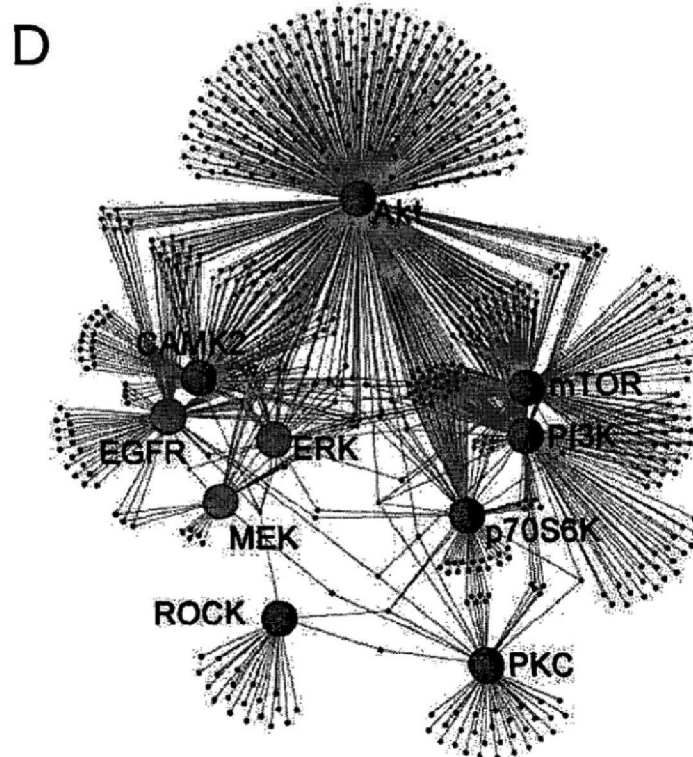 D
Akt
CAMK2
mTOR
EGFR
ERK
PI3K
MEK
p70S6K
ROCK
PKC